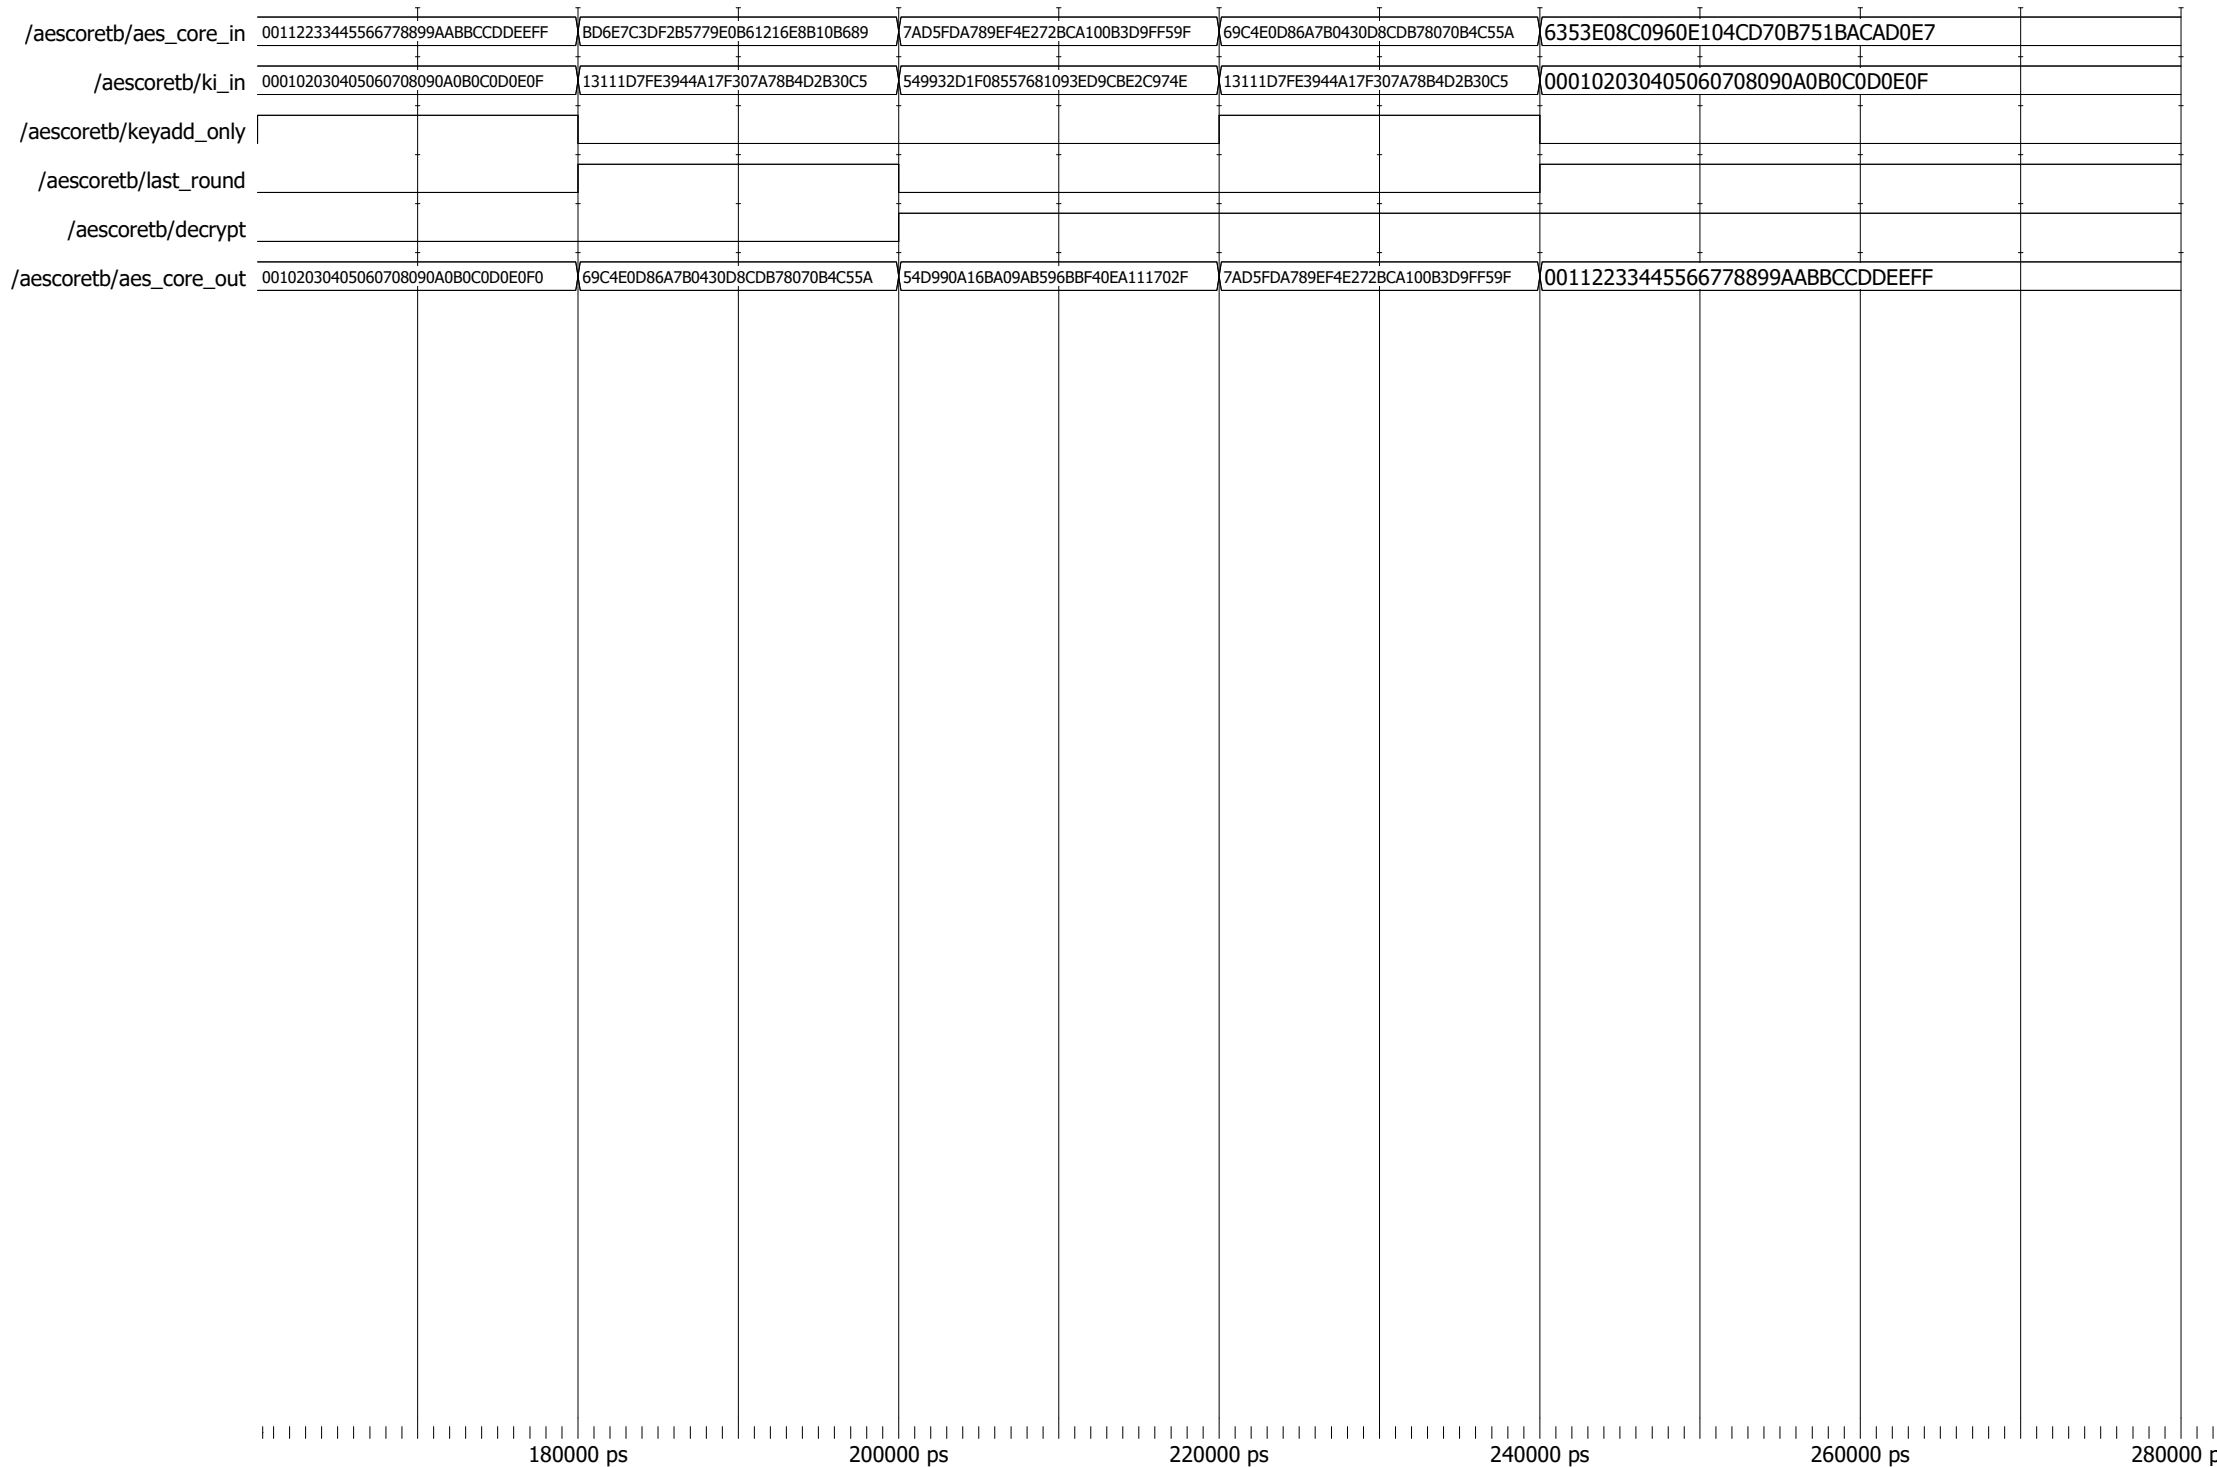 /aescoretb/aes_core_in 00112233445566778899AABBCCDDEEFF BD6E7C3DF2B5779E0B61216E8B10B689 7AD5FDA789EF4E272BCA100B3D9FF59F 69C4E0D86A7B0430D8CDB78070B4C55A 6353E08C0960E104CD70B751BACAD0E7
/aescoretb/ki_in 000102030405060708090A0B0C0D0E0F 13111D7FE3944A17F307A78B4D2B30C5 549932D1F08557681093ED9CBE2C974E 13111D7FE3944A17F307A78B4D2B30C5 000102030405060708090A0B0C0D0E0F
/aescoretb/keyadd_only
/aescoretb/last_round
/aescoretb/decrypt
/aescoretb/aes_core_out 00102030405060708090A0B0C0D0E0F0 69C4E0D86A7B0430D8CDB78070B4C55A 54D990A16BA09AB596BBF40EA111702F 7AD5FDA789EF4E272BCA100B3D9FF59F 00112233445566778899AABBCCDDEEFF
180000 ps 200000 ps 220000 ps 240000 ps 260000 ps 280000 p